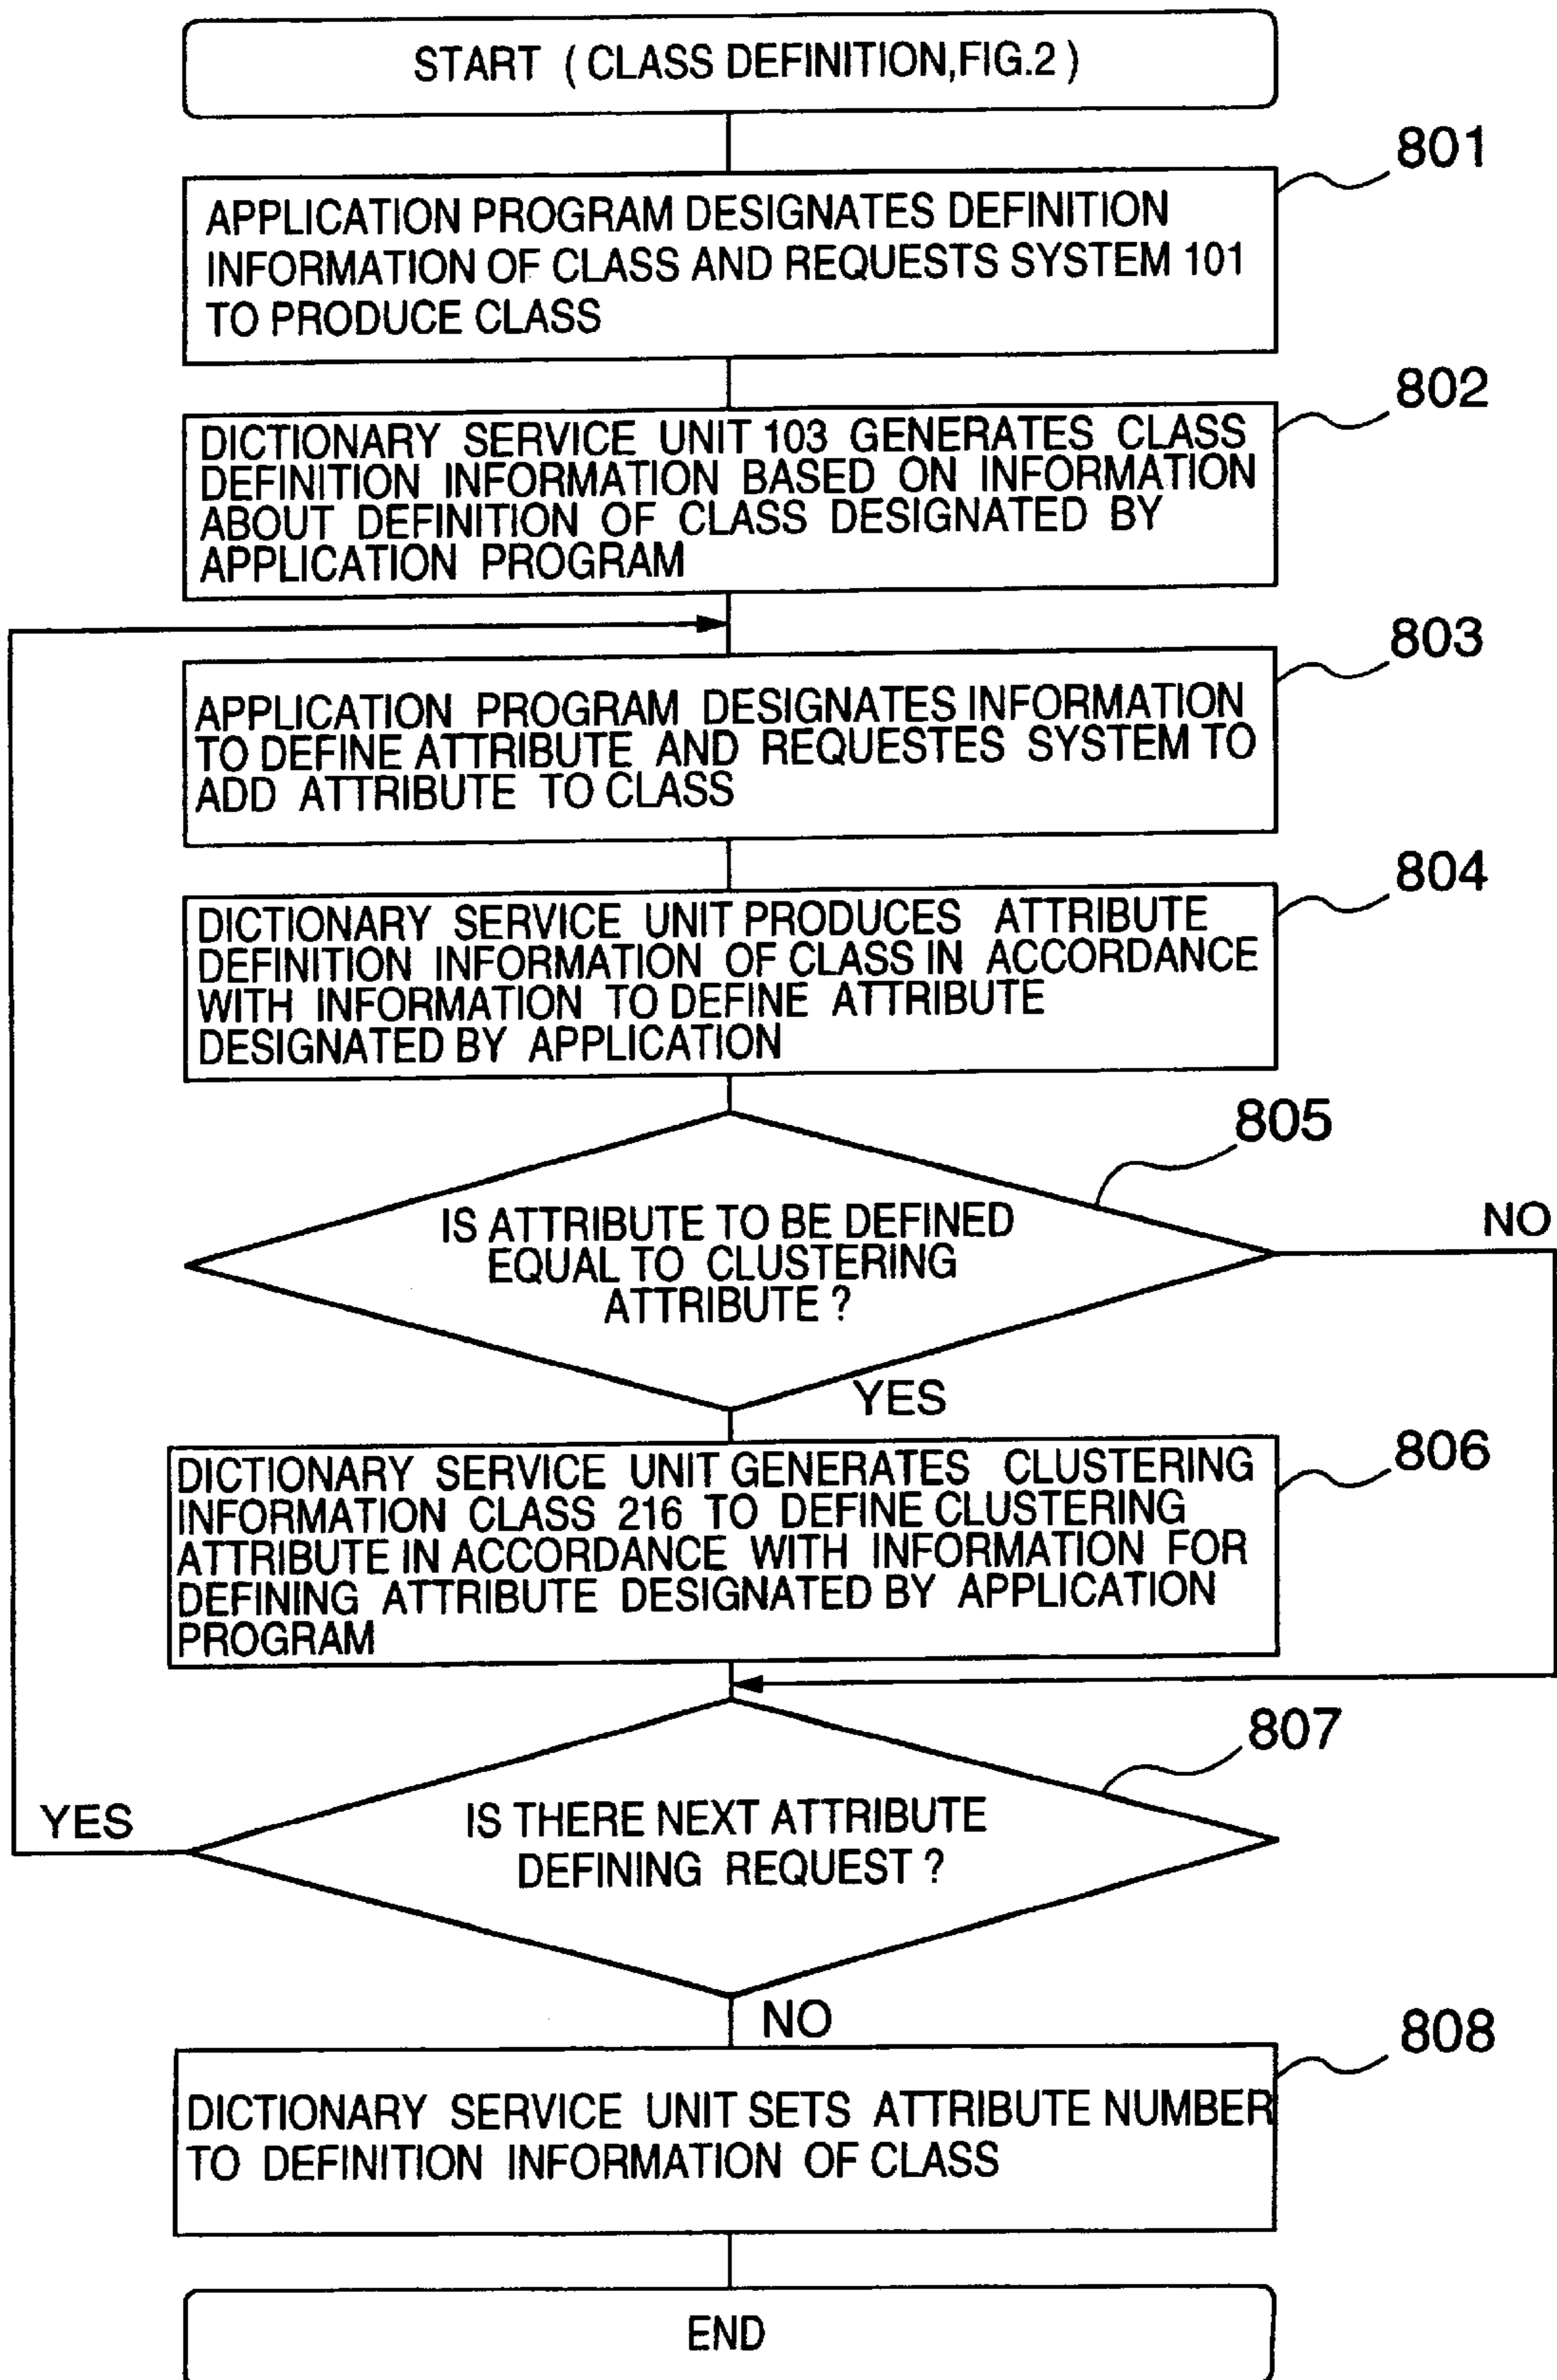 START ( CLASS DEFINITION,FIG.2 )
801
APPLICATION PROGRAM DESIGNATES DEFINITION
INFORMATION OF CLASS AND REQUESTS SYSTEM 101
TO PRODUCE CLASS
802
DICTIONARY SERVICE UNIT 103 GENERATES CLASS
DEFINITION INFORMATION BASED ON INFORMATION
ABOUT DEFINITION OF CLASS DESIGNATED BY
APPLICATION PROGRAM
803
APPLICATION PROGRAM DESIGNATES INFORMATION
TO DEFINE ATTRIBUTE AND REQUESTES SYSTEM TO
ADD ATTRIBUTE TO CLASS
804
DICTIONARY SERVICE UNIT PRODUCES ATTRIBUTE
DEFINITION INFORMATION OF CLASS IN ACCORDANCE
WITH INFORMATION TO DEFINE ATTRIBUTE
DESIGNATED BY APPLICATION
805
IS ATTRIBUTE TO BE DEFINED
EQUAL TO CLUSTERING
ATTRIBUTE ?
NO
YES
806
DICTIONARY SERVICE UNIT GENERATES CLUSTERING
INFORMATION CLASS 216 TO DEFINE CLUSTERING
ATTRIBUTE IN ACCORDANCE WITH INFORMATION FOR
DEFINING ATTRIBUTE DESIGNATED BY APPLICATION
PROGRAM
807
YES
IS THERE NEXT ATTRIBUTE
DEFINING REQUEST ?
NO
808
DICTIONARY SERVICE UNIT SETS ATTRIBUTE NUMBER
TO DEFINITION INFORMATION OF CLASS
END